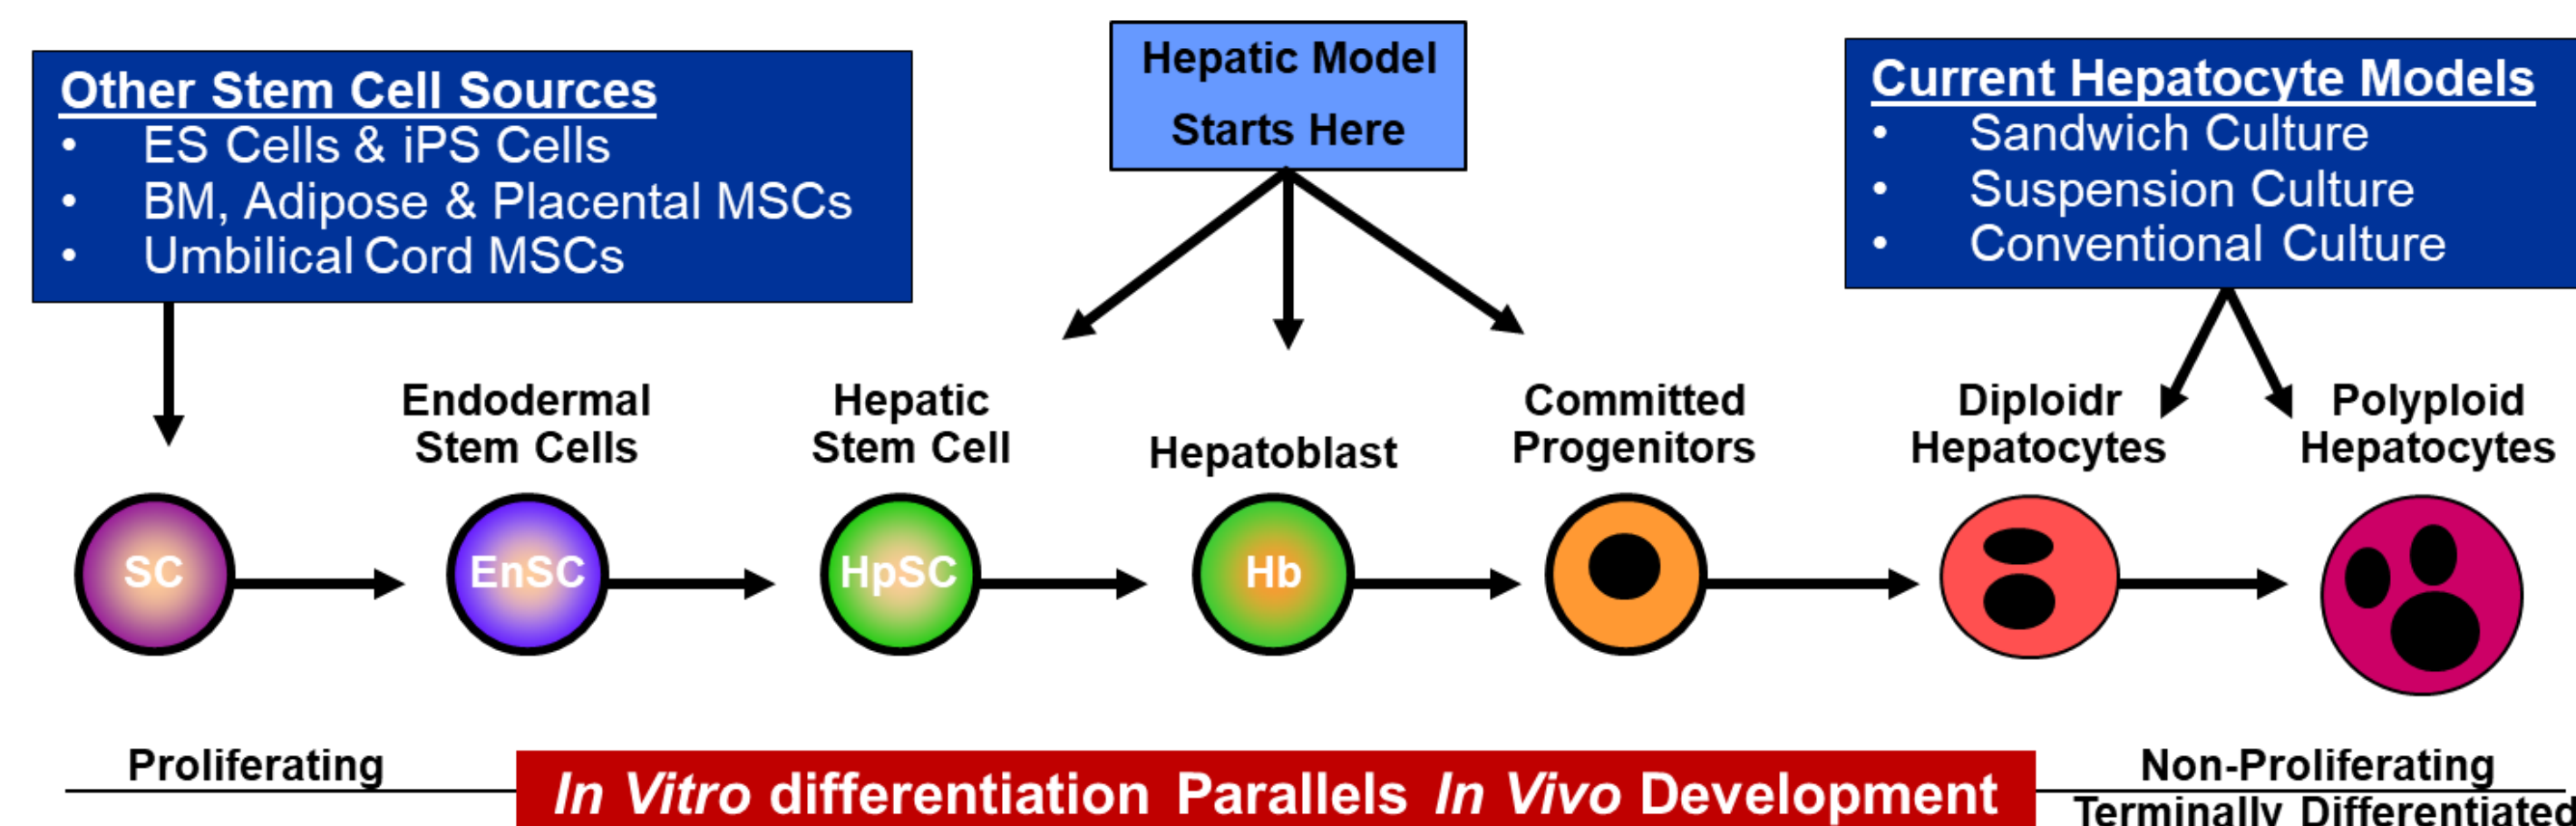 Other Stem Cell Sources
• ES Cells & iPS Cells
• BM, Adipose & Placental MSCs
• Umbilical Cord MSCs
Hepatic Model
Starts Here
Current Hepatocyte Models
• Sandwich Culture
• Suspension Culture
• Conventional Culture
Endodermal
Stem Cells
Hepatic
Stem Cell
Hepatoblast
Committed
Progenitors
Diploidr
Hepatocytes
Polyploid
Hepatocytes
SC
EnSC
HpSC
Hb
Proliferating
In Vitro differentiation Parallels In Vivo Development
Non-Proliferating
Terminally Differentiated